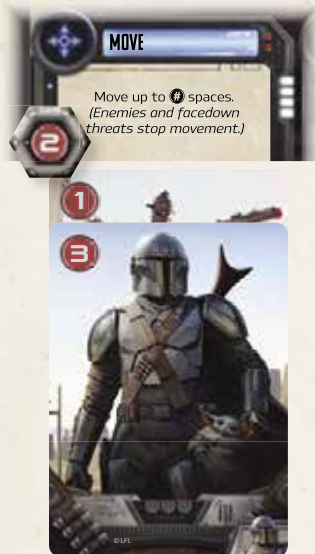 MOVE
Move up to # spaces.
(Enemies and facedown
threats stop movement.)
2
1
3
© LFL